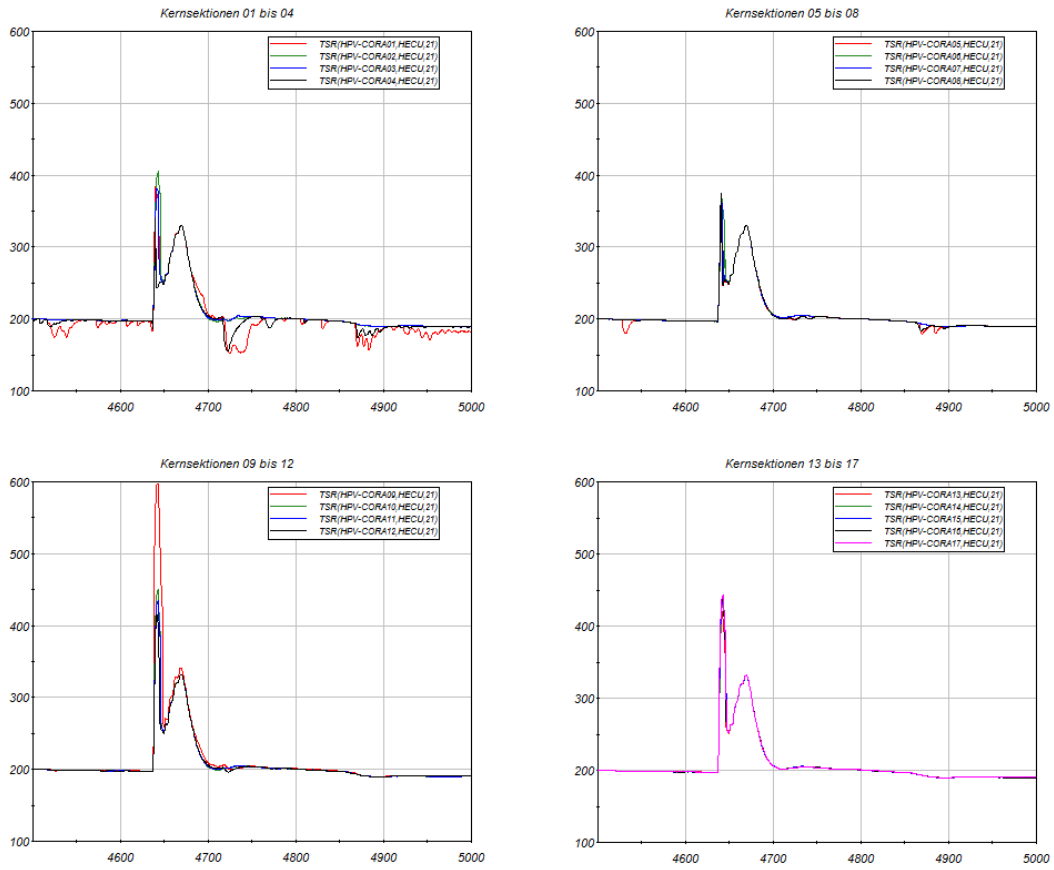 Kernsektionen 01 bis 04
600
500
400
300
200
100
4600
4700
4800
4900
5000
TSR(HPV-CORA01,HECU,21)
TSR(HPV-CORA02,HECU,21)
TSR(HPV-CORA03,HECU,21)
TSR(HPV-CORA04,HECU,21)
Kernsektionen 05 bis 08
600
500
400
300
200
100
4600
4700
4800
4900
5000
TSR(HPV-CORA05,HECU,21)
TSR(HPV-CORA06,HECU,21)
TSR(HPV-CORA07,HECU,21)
TSR(HPV-CORA08,HECU,21)
Kernsektionen 09 bis 12
600
500
400
300
200
100
4600
4700
4800
4900
5000
TSR(HPV-CORA09,HECU,21)
TSR(HPV-CORA10,HECU,21)
TSR(HPV-CORA11,HECU,21)
TSR(HPV-CORA12,HECU,21)
Kernsektionen 13 bis 17
600
500
400
300
200
100
4600
4700
4800
4900
5000
TSR(HPV-CORA13,HECU,21)
TSR(HPV-CORA14,HECU,21)
TSR(HPV-CORA15,HECU,21)
TSR(HPV-CORA16,HECU,21)
TSR(HPV-CORA17,HECU,21)